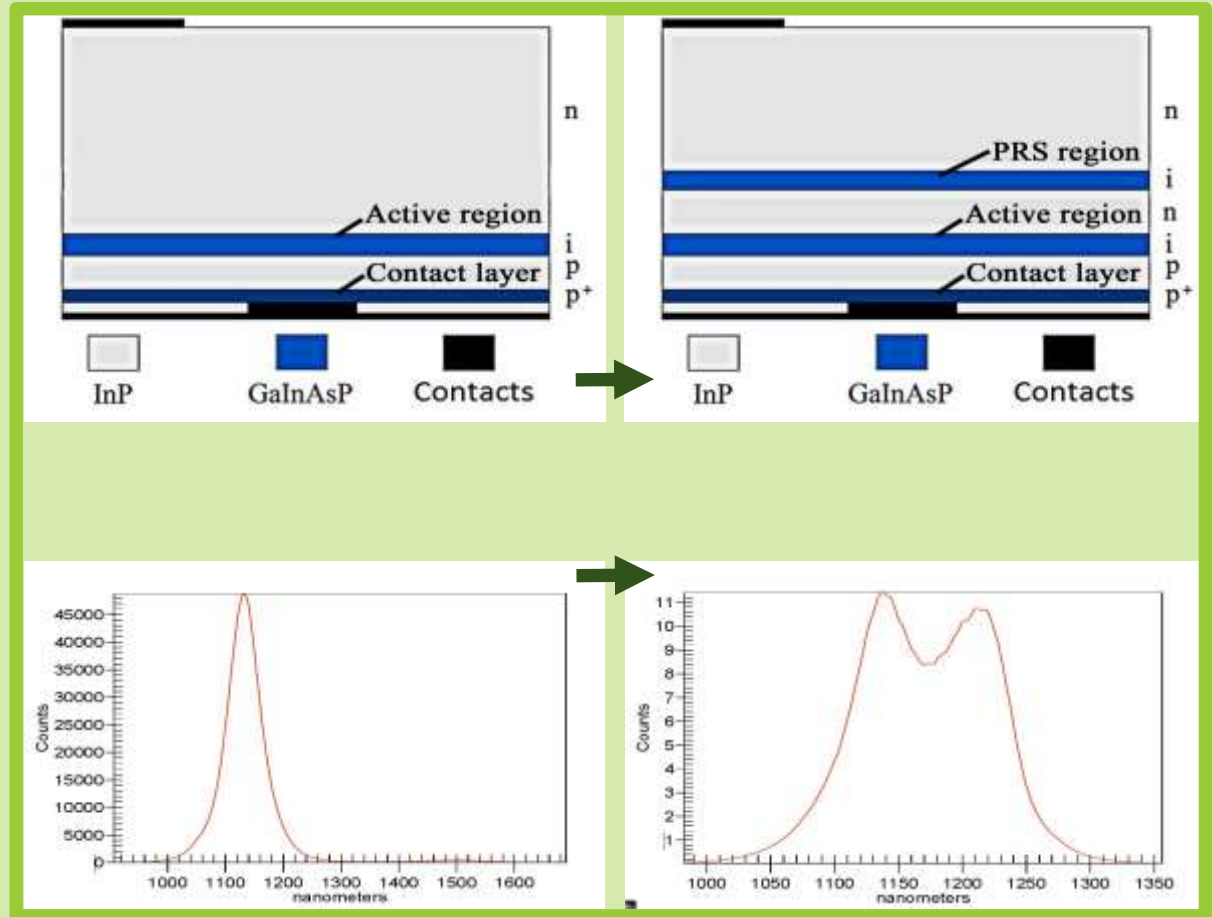 n
Active region
i
Contact layer
p
p+
InP
GaInAsP
Contacts
n
PRS region
i
Active region
n
i
Contact layer
p
p+
InP
GaInAsP
Contacts
45000
40000
35000
30000
25000
20000
15000
10000
5000
0
Counts
1000 1100 1200 1300 1400 1500 1600
nanometers
11
10
9
8
7
6
5
4
3
2
1
Counts
1000 1050 1100 1150 1200 1250 1300 1350
nanometers